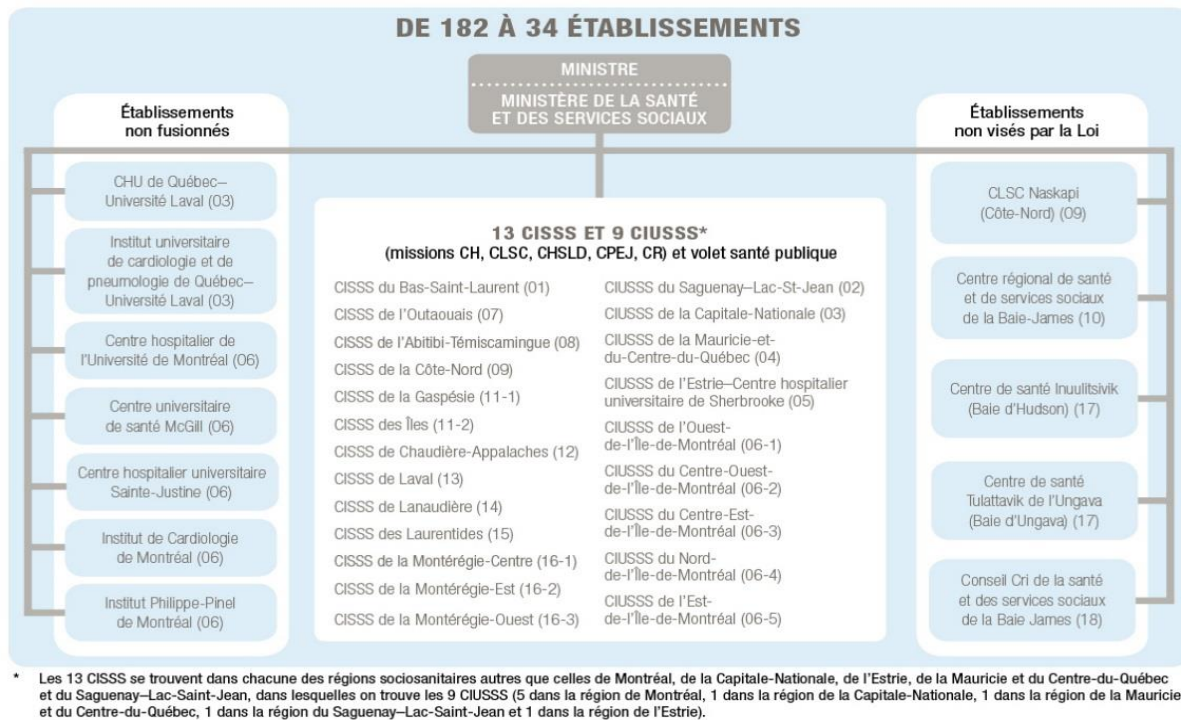 DE 182 À 34 ÉTABLISSEMENTS
MINISTRE
MINISTÈRE DE LA SANTÉ
ET DES SERVICES SOCIAUX
Établissements
non fusionnés
CHU de Québec—
Université Laval (03)
Institut universitaire
de cardiologie et de
pneumologie de Québec—
Université Laval (03)
Centre hospitalier de
l'Université de Montréal (06)
Centre universitaire
de santé McGill (06)
Centre hospitalier universitaire
Sainte-Justine (06)
Institut de Cardiologie
de Montréal (06)
Institut Philippe-Pinel
de Montréal (06)
13 CISSS ET 9 CIUSSS*
(missions CH, CLSC, CHSLD, CPEJ, CR) et volet santé publique
CISSS du Bas-Saint-Laurent (01)
CISSS de l'Outaouais (07)
CISSS de l'Abitibi-Témiscamingue (08)
CISSS de la Côte-Nord (09)
CISSS de la Gaspésie (11-1)
CISSS des Îles (11-2)
CISSS de Chaudière-Appalaches (12)
CISSS de Laval (13)
CISSS de Lanaudière (14)
CISSS des Laurentides (15)
CISSS de la Montérégie-Centre (16-1)
CISSS de la Montérégie-Est (16-2)
CISSS de la Montérégie-Ouest (16-3)
CIUSSS du Saguenay—Lac-St-Jean (02)
CIUSSS de la Capitale-Nationale (03)
CIUSSS de la Mauricie-et-
du-Centre-du-Québec (04)
CIUSSS de l'Estrie—Centre hospitalier
universitaire de Sherbrooke (05)
CIUSSS de l'Ouest-
de-l'Île-de-Montréal (06-1)
CIUSSS du Centre-Ouest-
de-l'Île-de-Montréal (06-2)
CIUSSS du Centre-Est-
de-l'Île-de-Montréal (06-3)
CIUSSS du Nord-
de-l'Île-de-Montréal (06-4)
CIUSSS de l'Est-
de-l'Île-de-Montréal (06-5)
Établissements
non visés par la Loi
CLSC Naskapi
(Côte-Nord) (09)
Centre régional de santé
et de services sociaux
de la Baie-James (10)
Centre de santé Inuulitsivik
(Baie d'Hudson) (17)
Centre de santé
Tulattavik de l'Ungava
(Baie d'Ungava) (17)
Conseil Cri de la santé
et des services sociaux
de la Baie James (18)
* Les 13 CISSS se trouvent dans chacune des régions sociosanitaires autres que celles de Montréal, de la Capitale-Nationale, de l'Estrie, de la Mauricie et du Centre-du-Québec
et du Saguenay—Lac-Saint-Jean, dans lesquelles on trouve les 9 CIUSSS (5 dans la région de Montréal, 1 dans la région de la Capitale-Nationale, 1 dans la région de la Mauricie
et du Centre-du-Québec, 1 dans la région du Saguenay—Lac-Saint-Jean et 1 dans la région de l'Estrie).